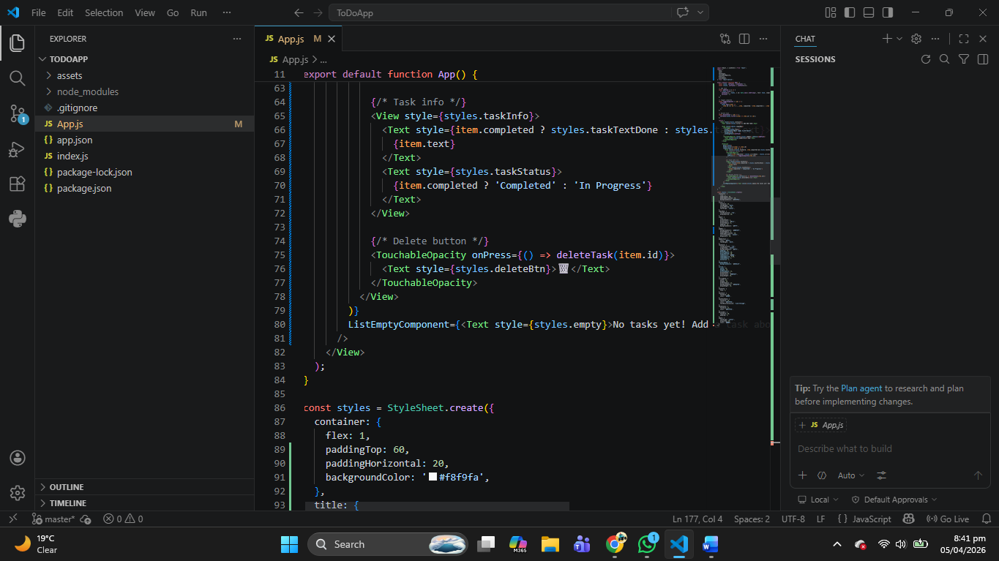 File Edit Selection View Go Run ··· ToDoApp
EXPLORER ···
TODOAPP
assets
node_modules
.gitignore
JS App.js M
{} app.json
JS index.js
{} package-lock.json
{} package.json
OUTLINE
TIMELINE
JS App.js M
JS App.js > ...
11 export default function App() {
63
64 {/* Task info */}
65 <View style={styles.taskInfo}>
66 <Text style={item.completed ? styles.taskTextDone : styles.
67 {item.text}
68 </Text>
69 <Text style={styles.taskStatus}>
70 {item.completed ? 'Completed' : 'In Progress'}
71 </Text>
72 </View>
73
74 {/* Delete button */}
75 <TouchableOpacity onPress={() => deleteTask(item.id)}>
76 <Text style={styles.deleteBtn}>🗑️</Text>
77 </TouchableOpacity>
78 </View>
79 )}
80 ListEmptyComponent={<Text style={styles.empty}>No tasks yet! Add a task abo
81 />
82 </View>
83 );
84 }
85
86 const styles = StyleSheet.create({
87 container: {
88 flex: 1,
89 paddingTop: 60,
90 paddingHorizontal: 20,
91 backgroundColor: '#f8f9fa',
92 },
93 title: {
CHAT
SESSIONS
Tip: Try the Plan agent to research and plan
before implementing changes.
JS App.js
Describe what to build
Auto
Local Default Approvals
1
master* 0 0 Ln 177, Col 4 Spaces: 2 UTF-8 LF {} JavaScript Go Live
19°C
Clear
Search
M365
1
8:41 pm
05/04/2026